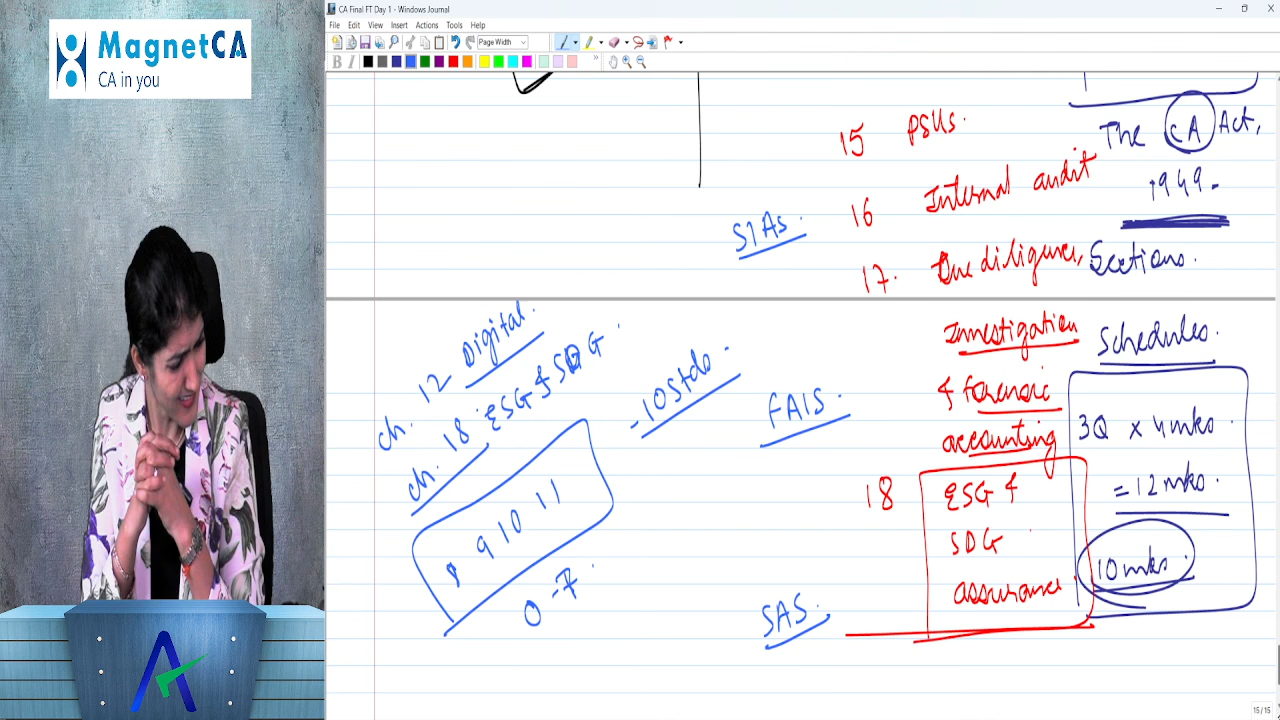 MagnetCA
CA in you
CA Final FT Day 1 - Windows Journal
File Edit View Insert Actions Tools Help
Page Width
B I
15 PSUs.
The CA Act,
1949.
16 Internal audit
SIAs.
17. Due diligence,
Sections.
Investigation
& forensic
accounting
FAIS.
- 10 Stds.
Schedules.
3Q x 4mks.
= 12 mks.
10 mks.
18 ESG &
SDG
assurance
SAS.
ch. 12 Digital.
ch. 18 ESG & SDG.
8 9 10 11
0 - 7.
15 / 15